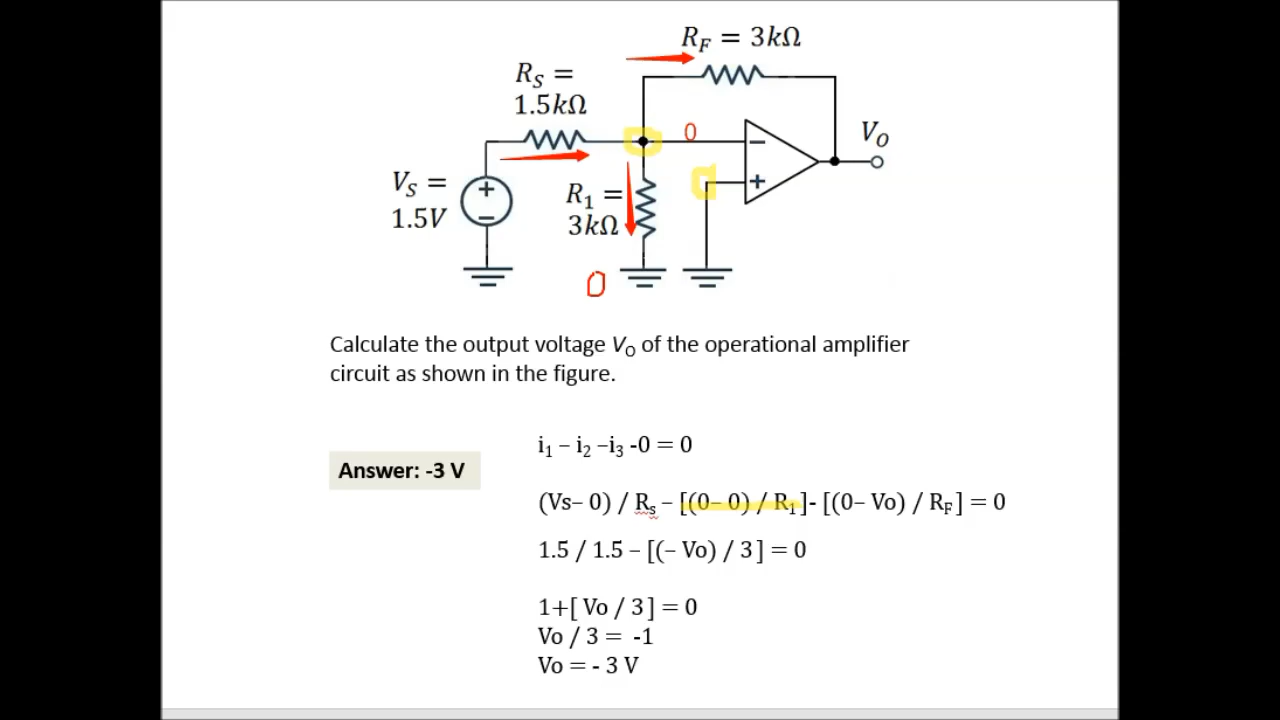 R_F = 3kΩ
R_S =
1.5kΩ
0
V_O
V_S =
1.5V
+
−
R₁ =
3kΩ
−
+
0
Calculate the output voltage V_O of the operational amplifier
circuit as shown in the figure.
i₁ – i₂ –i₃ -0 = 0
Answer: -3 V
(Vs– 0) / Rₛ – [(0– 0) / R₁]- [(0– Vo) / R_F] = 0
1.5 / 1.5 – [(– Vo) / 3] = 0
1+[ Vo / 3] = 0
Vo / 3 = -1
Vo = - 3 V